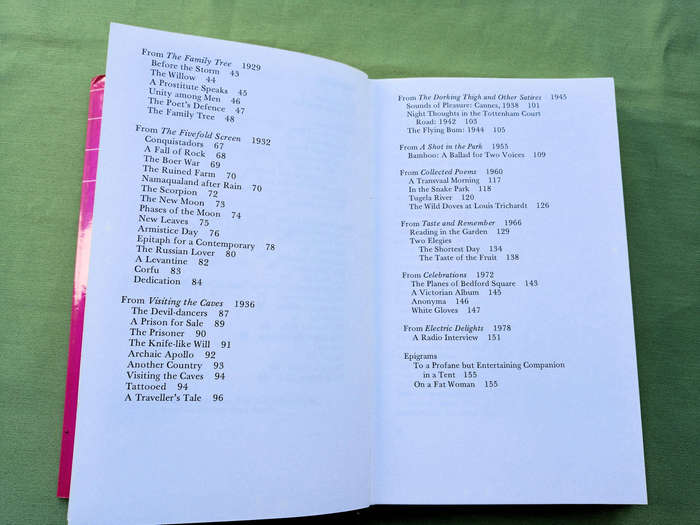 From The Family Tree 1929
Before the Storm 43
The Willow 44
A Prostitute Speaks 45
Unity among Men 46
The Poet's Defence 47
The Family Tree 48
From The Fivefold Screen 1932
Conquistadors 67
A Fall of Rock 68
The Boer War 69
The Ruined Farm 70
Namaqualand after Rain 70
The Scorpion 72
The New Moon 73
Phases of the Moon 74
New Leaves 75
Armistice Day 76
Epitaph for a Contemporary 78
The Russian Lover 80
A Levantine 82
Corfu 83
Dedication 84
From Visiting the Caves 1936
The Devil-dancers 87
A Prison for Sale 89
The Prisoner 90
The Knife-like Will 91
Archaic Apollo 92
Another Country 93
Visiting the Caves 94
Tattooed 94
A Traveller's Tale 96
From The Dorking Thigh and Other Satires 1945
Sounds of Pleasure: Cannes, 1938 101
Night Thoughts in the Tottenham Court
Road: 1942 103
The Flying Bum: 1944 105
From A Shot in the Park 1955
Bamboo: A Ballad for Two Voices 109
From Collected Poems 1960
A Transvaal Morning 117
In the Snake Park 118
Tugela River 120
The Wild Doves at Louis Trichardt 126
From Taste and Remember 1966
Reading in the Garden 129
Two Elegies
The Shortest Day 134
The Taste of the Fruit 138
From Celebrations 1972
The Planes of Bedford Square 143
A Victorian Album 145
Anonyma 146
White Gloves 147
From Electric Delights 1978
A Radio Interview 151
Epigrams
To a Profane but Entertaining Companion
in a Tent 155
On a Fat Woman 155